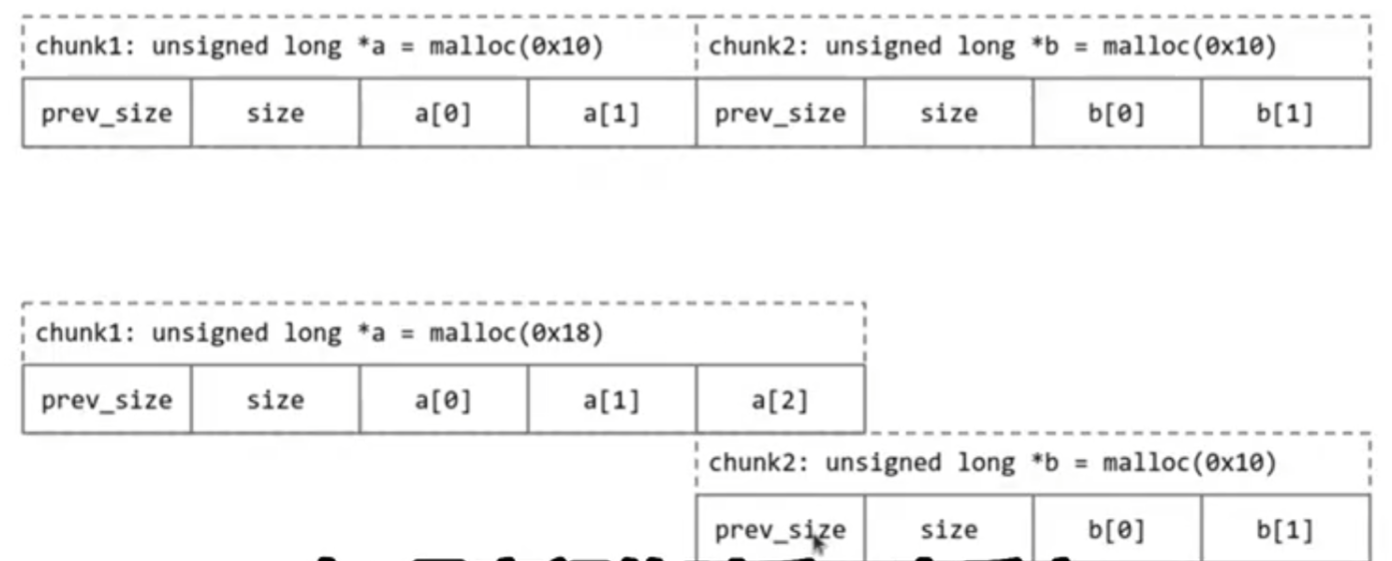 chunk1: unsigned long *a = malloc(0x10) chunk2: unsigned long *b = malloc(0x10)
prev_size size a[0] a[1] prev_size size b[0] b[1]
chunk1: unsigned long *a = malloc(0x18)
prev_size size a[0] a[1] a[2]
chunk2: unsigned long *b = malloc(0x10)
prev_size size b[0] b[1]